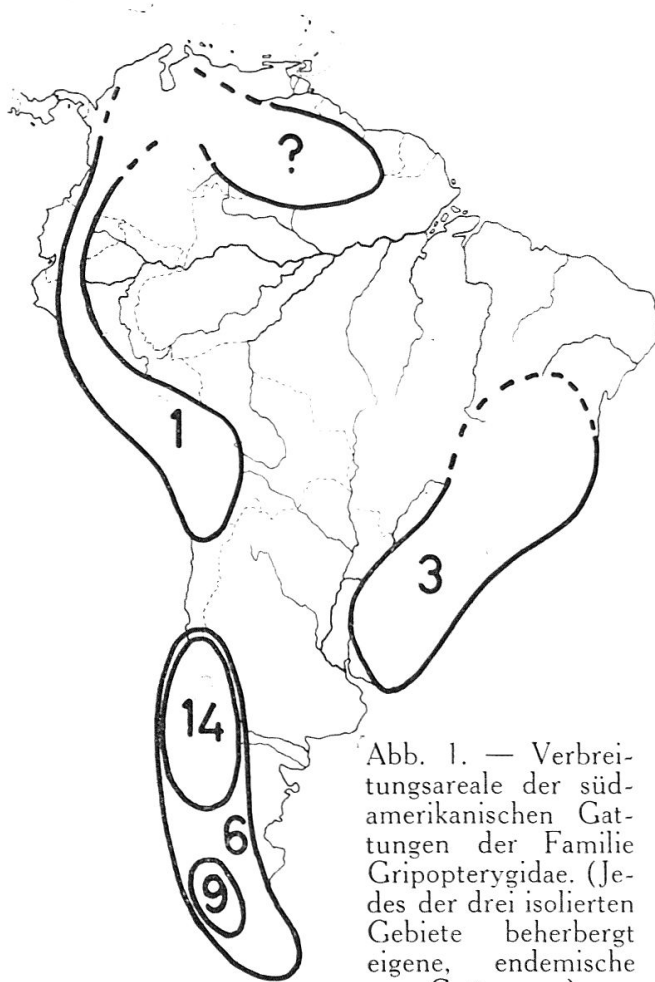 ?
1
3
14
6
9
Abb. 1. — Verbrei-
tungsareale der süd-
amerikanischen Gat-
tungen der Familie
Gripopterygidae. (Je-
des der drei isolierten
Gebiete beherbergt
eigene, endemische